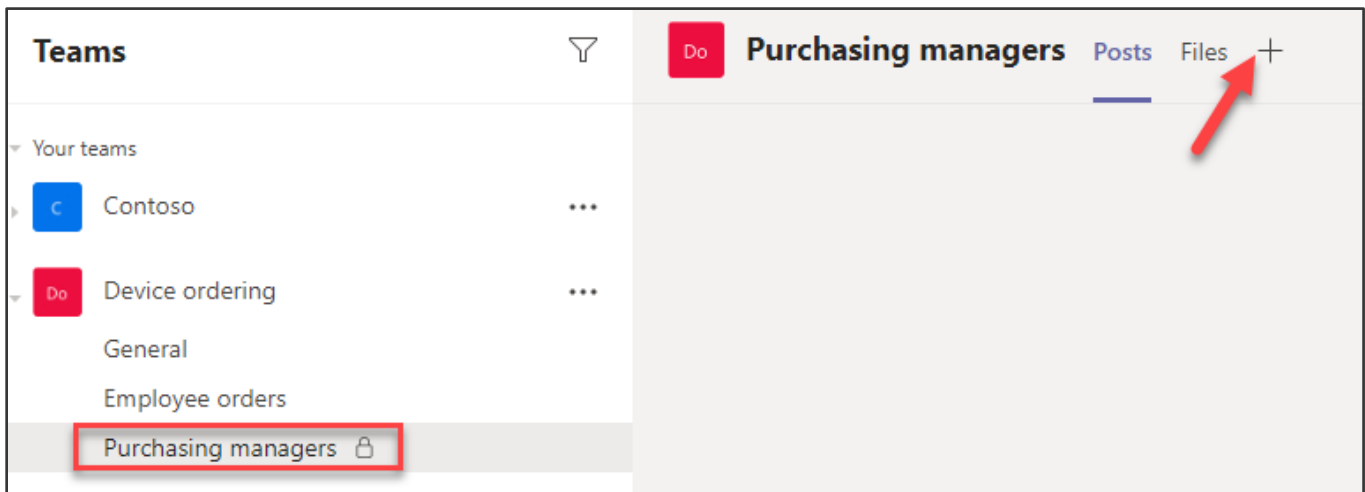 Teams
Your teams
C Contoso
Do Device ordering
General
Employee orders
Purchasing managers
Do Purchasing managers Posts Files